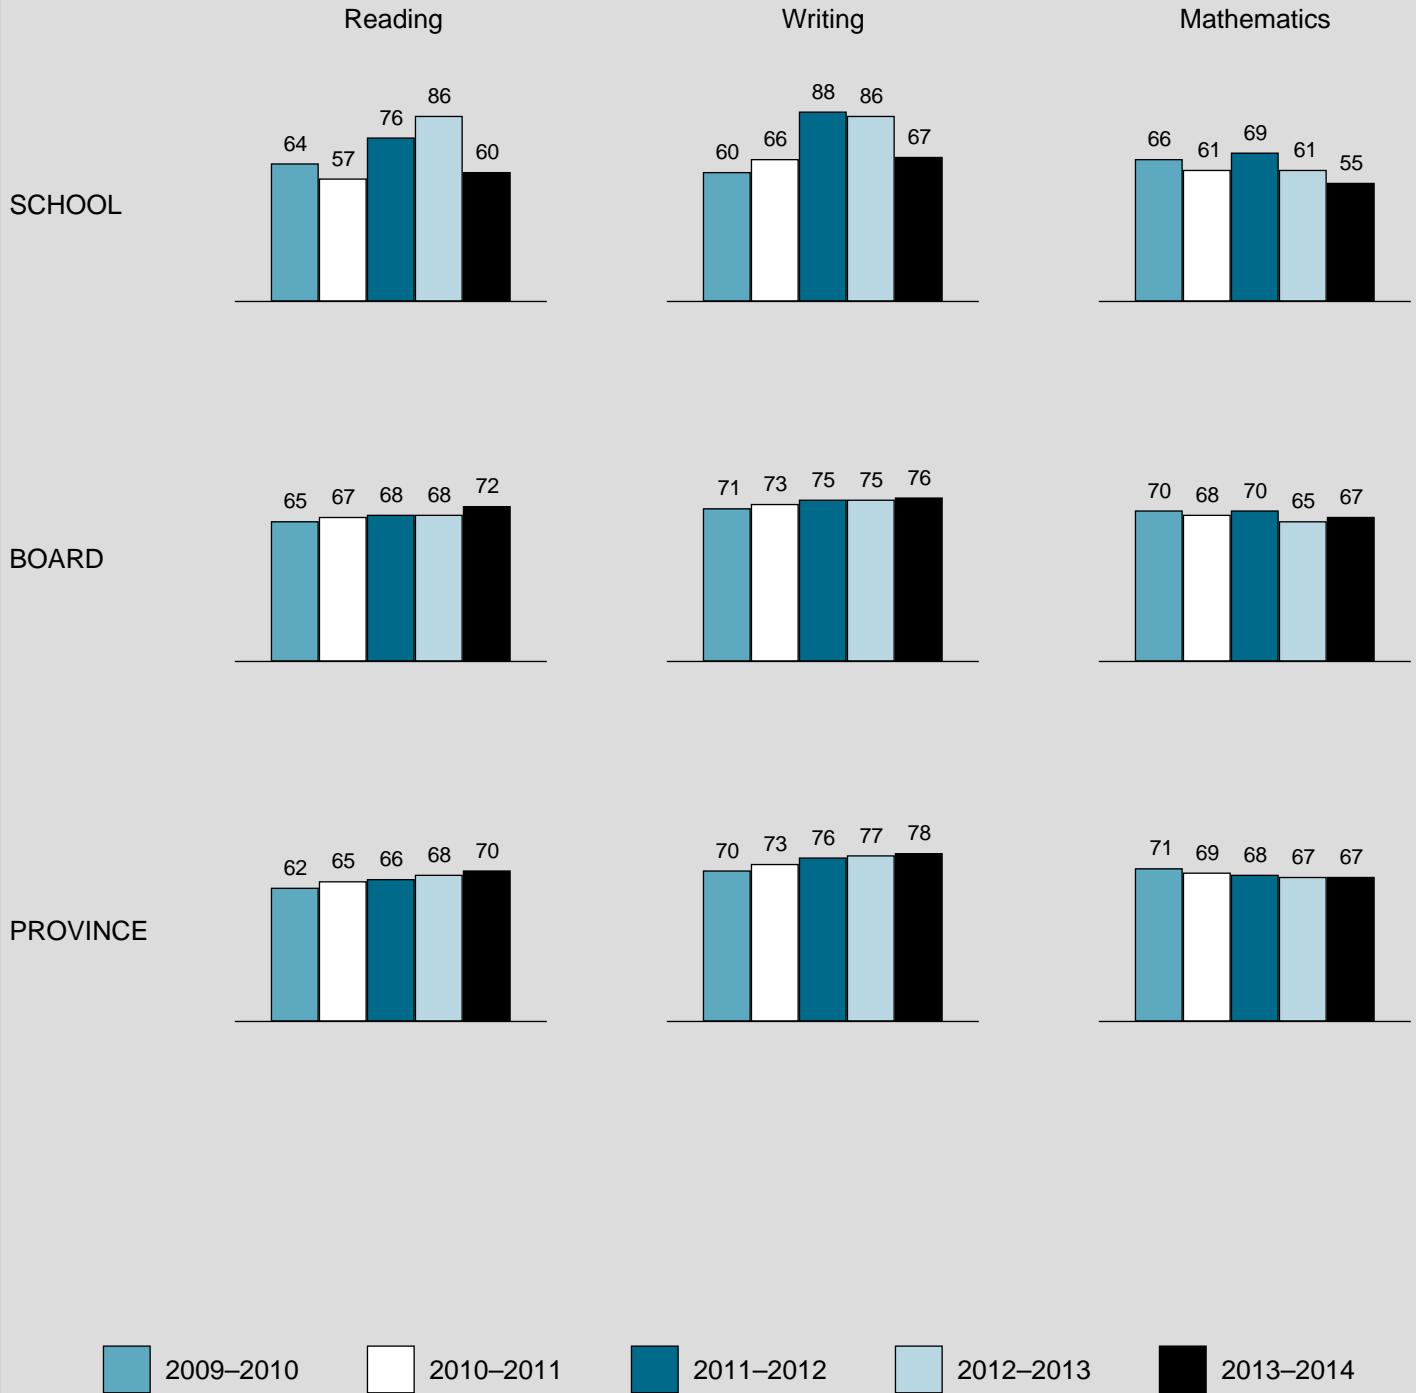 Reading Writing Mathematics
86
76
64
57
60
88 86
60
66
67
66
61
69
61
55
SCHOOL
65 67 68 68 72
71 73 75 75 76
70 68 70 65 67
BOARD
62 65 66 68 70
70 73 76 77 78
71 69 68 67 67
PROVINCE
2009–2010 2010–2011 2011–2012 2012–2013 2013–2014